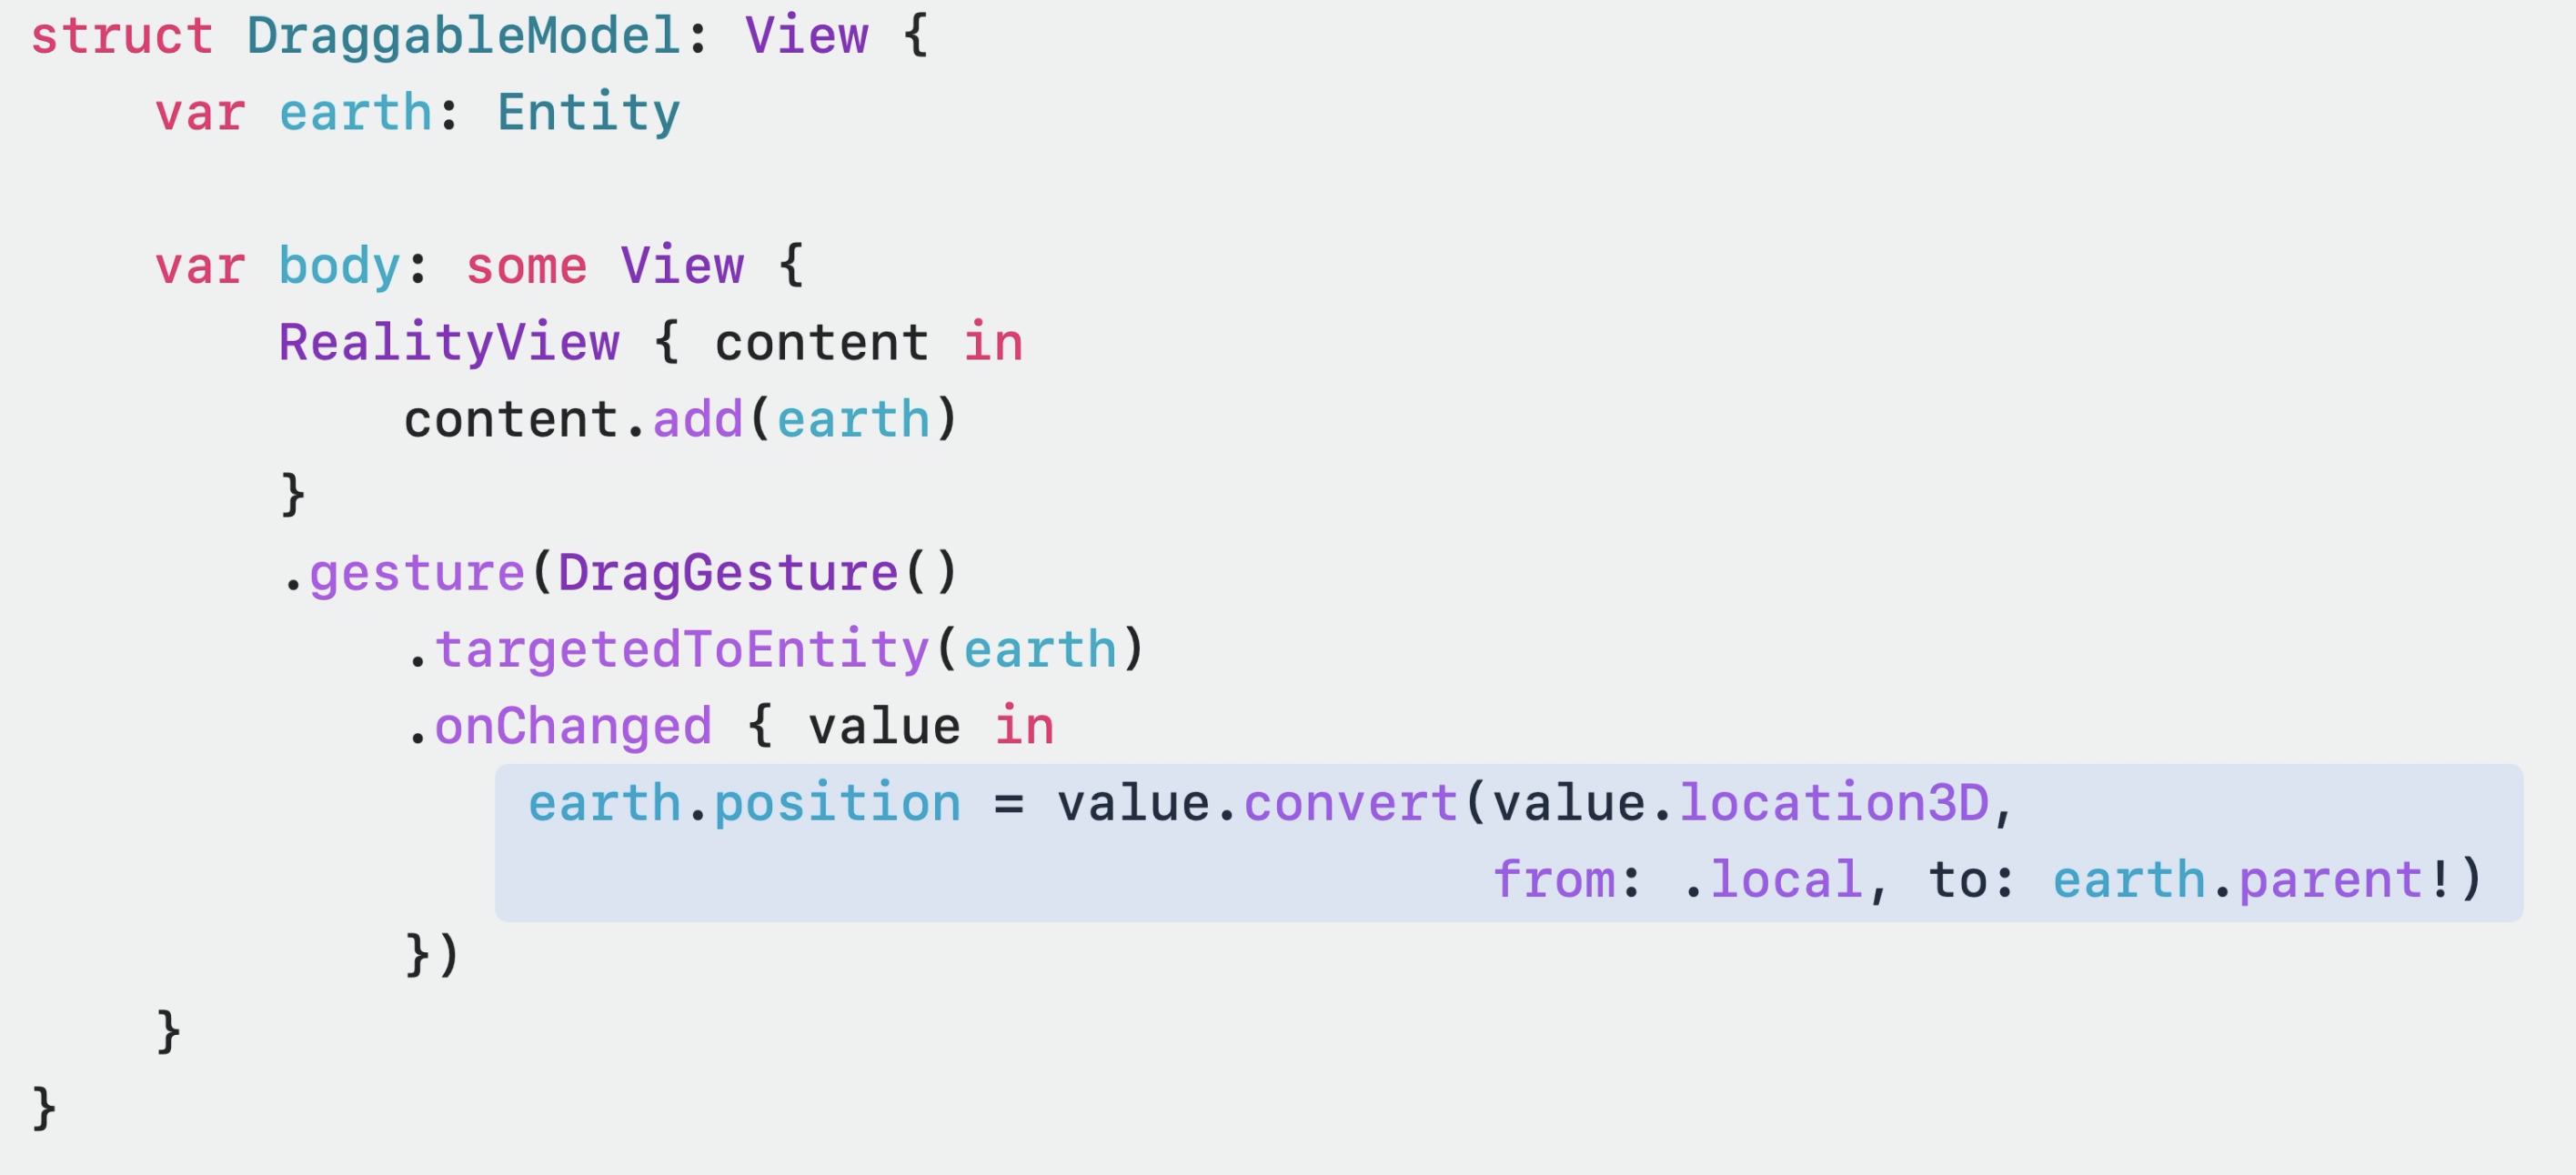 struct DraggableModel: View {
    var earth: Entity

    var body: some View {
        RealityView { content in
            content.add(earth)
        }
        .gesture(DragGesture()
            .targetedToEntity(earth)
            .onChanged { value in
                earth.position = value.convert(value.location3D,
                                               from: .local, to: earth.parent!)
            })
    }
}